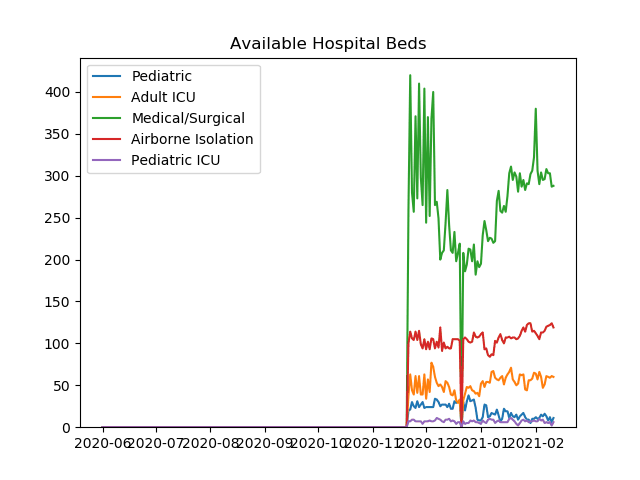 Available Hospital Beds
Pediatric
Adult ICU
Medical/Surgical
Airborne Isolation
Pediatric ICU
400
350
300
250
200
150
100
50
0
2020-06 2020-07 2020-08 2020-09 2020-10 2020-11 2020-12 2021-01 2021-02